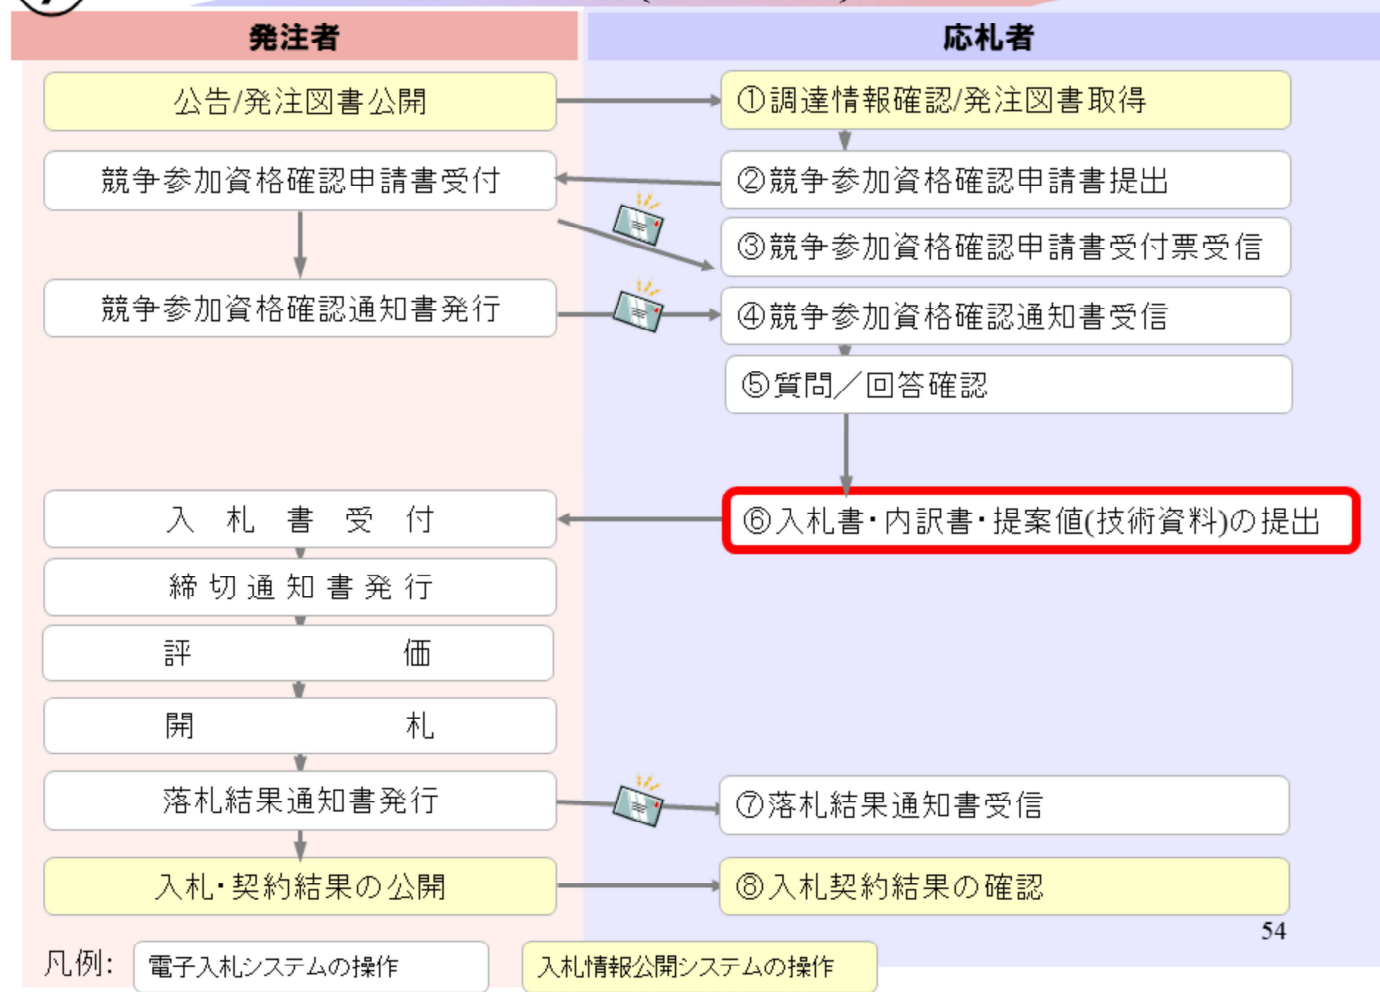 発注者
応札者
公告/発注図書公開
①調達情報確認/発注図書取得
競争参加資格確認申請書受付
②競争参加資格確認申請書提出
③競争参加資格確認申請書受付票受信
競争参加資格確認通知書発行
④競争参加資格確認通知書受信
⑤質問／回答確認
入札書受付
⑥入札書・内訳書・提案値(技術資料)の提出
締切通知書発行
評価
開札
落札結果通知書発行
⑦落札結果通知書受信
入札・契約結果の公開
⑧入札契約結果の確認
54
凡例:
電子入札システムの操作
入札情報公開システムの操作